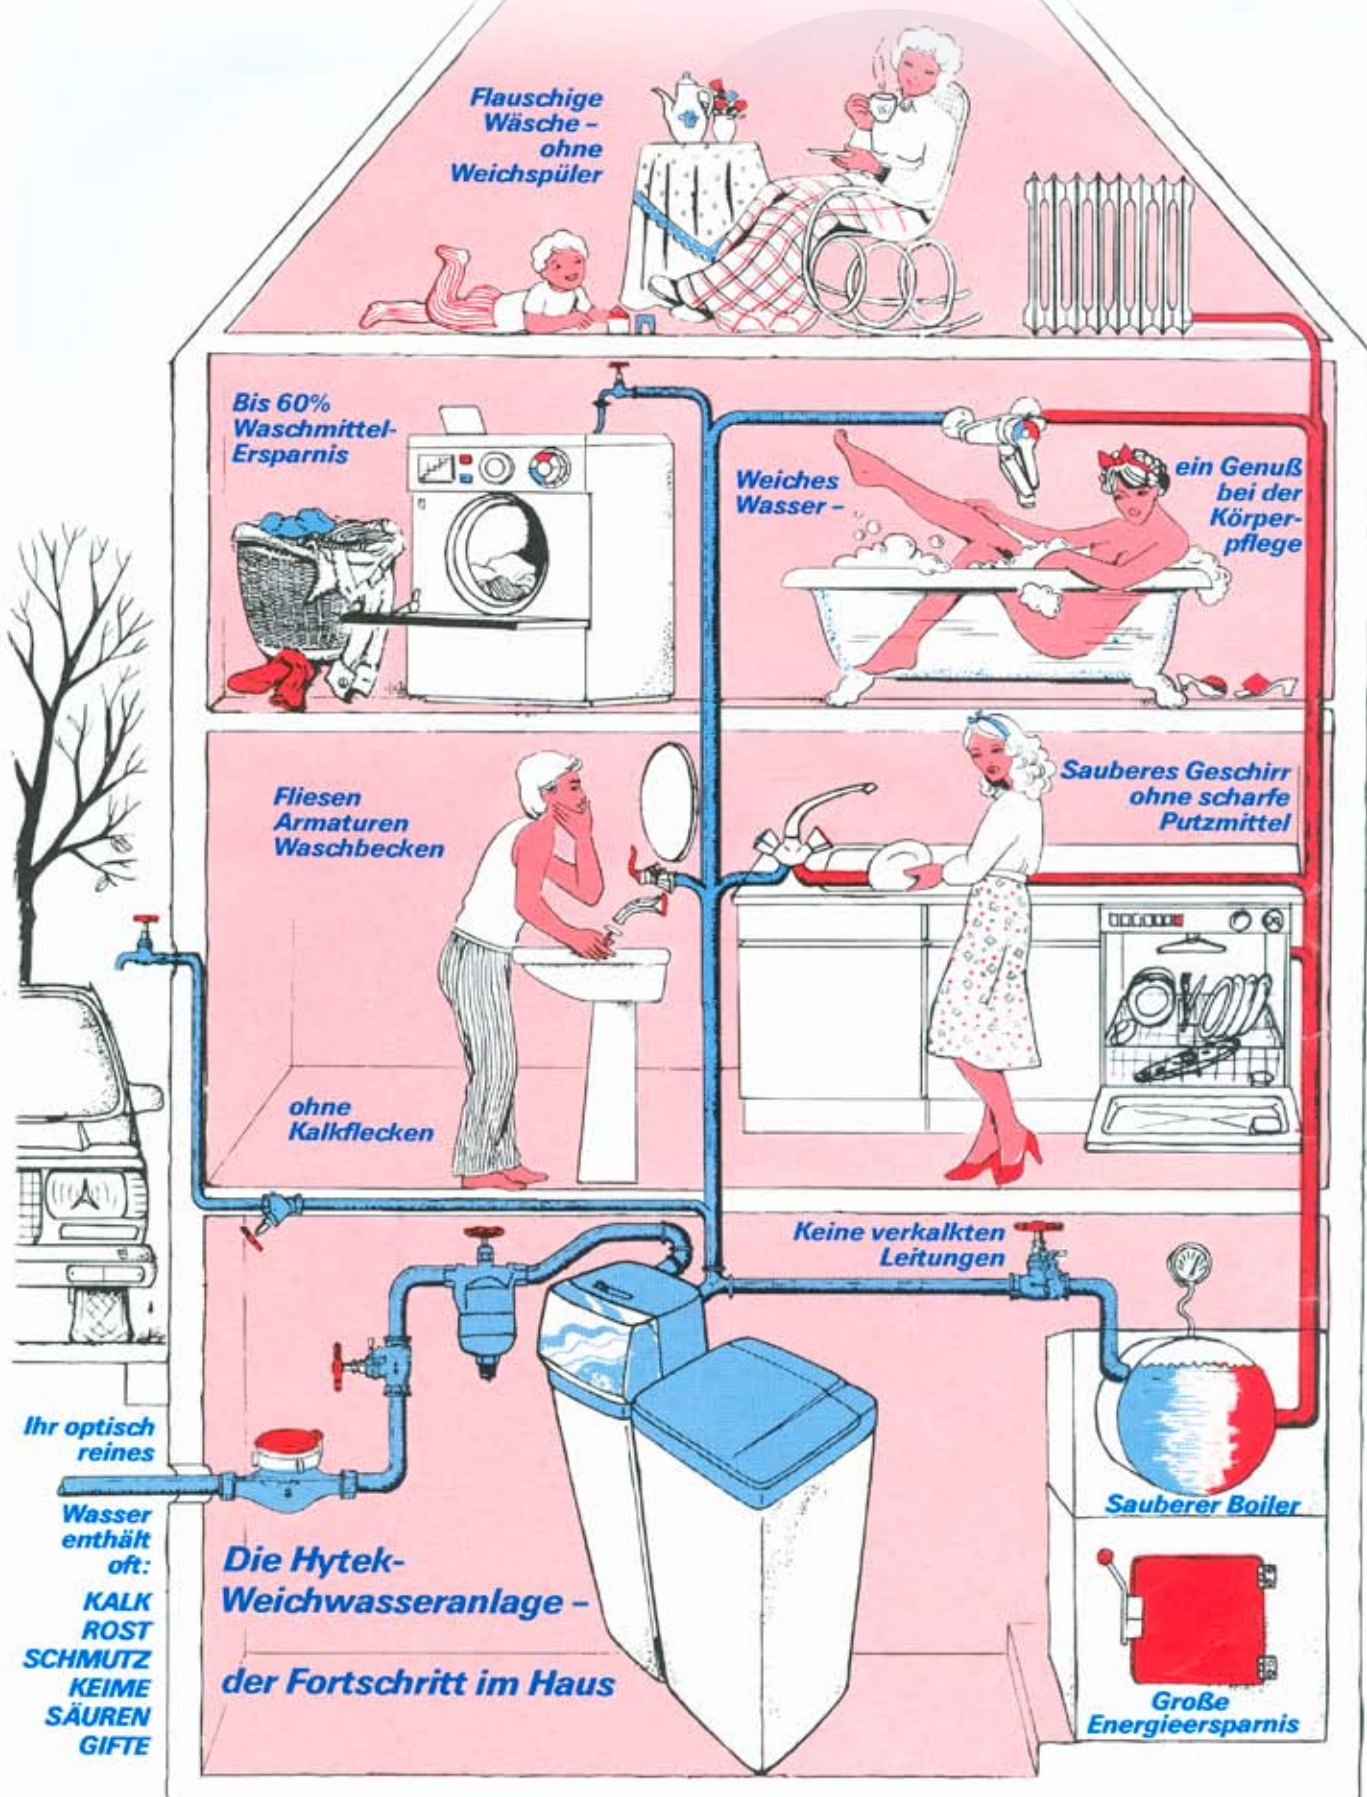 Flauschige
Wäsche –
ohne
Weichspüler
Bis 60%
Waschmittel-
Ersparnis
Weiches
Wasser –
ein Genuß
bei der
Körper-
pflege
Fliesen
Armaturen
Waschbecken
ohne
Kalkflecken
Sauberes Geschirr
ohne scharfe
Putzmittel
Keine verkalkten
Leitungen
Ihr optisch
reines
Wasser
enthält
oft:
KALK
ROST
SCHMUTZ
KEIME
SÄUREN
GIFTE
Die Hytek-
Weichwasseranlage –
der Fortschritt im Haus
Sauberer Boiler
Große
Energieersparnis